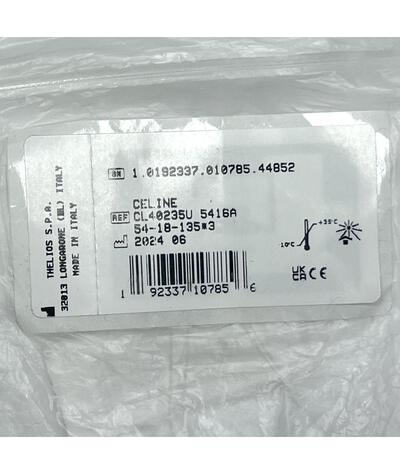 THELIOS S.P.A.
32013 LONGARONE (BL) ITALY
MADE IN ITALY
SN 1.0192337.010785.44852
CELINE
REF CL40235U 5416A
54-18-135*3
2024 06
-10°C +35°C
1 92337 10785 6
UK CA CE